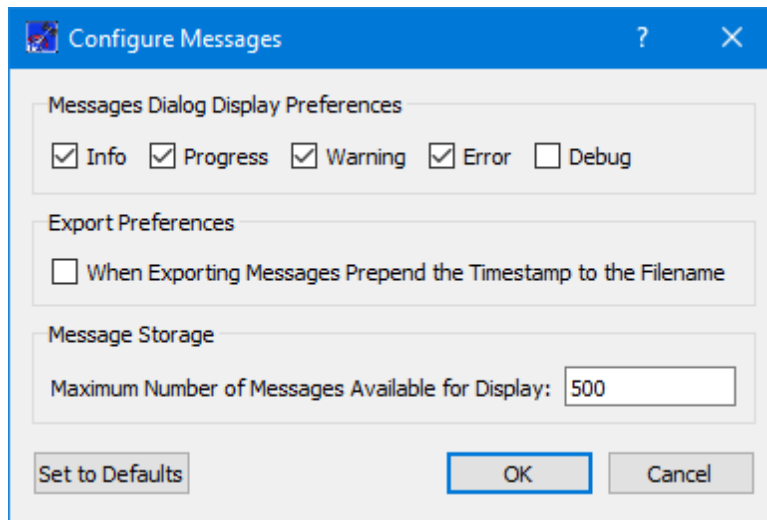 Configure Messages ?
Messages Dialog Display Preferences
Info Progress Warning Error Debug
Export Preferences
When Exporting Messages Prepend the Timestamp to the Filename
Message Storage
Maximum Number of Messages Available for Display: 500
Set to Defaults OK Cancel